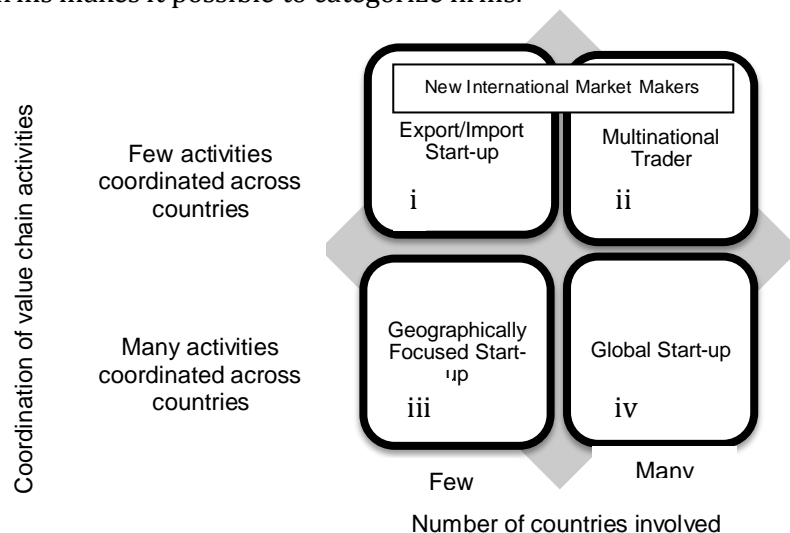 makes it possible to categorize
New International Market Makers
Export/Import
Start-up
i
Multinational
Trader
ii
Few activities
coordinated across
countries
Geographically
Focused Start-
up
iii
Global Start-up
iv
Many activities
coordinated across
countries
Coordination of value chain activities
Few
Many
Number of countries involved